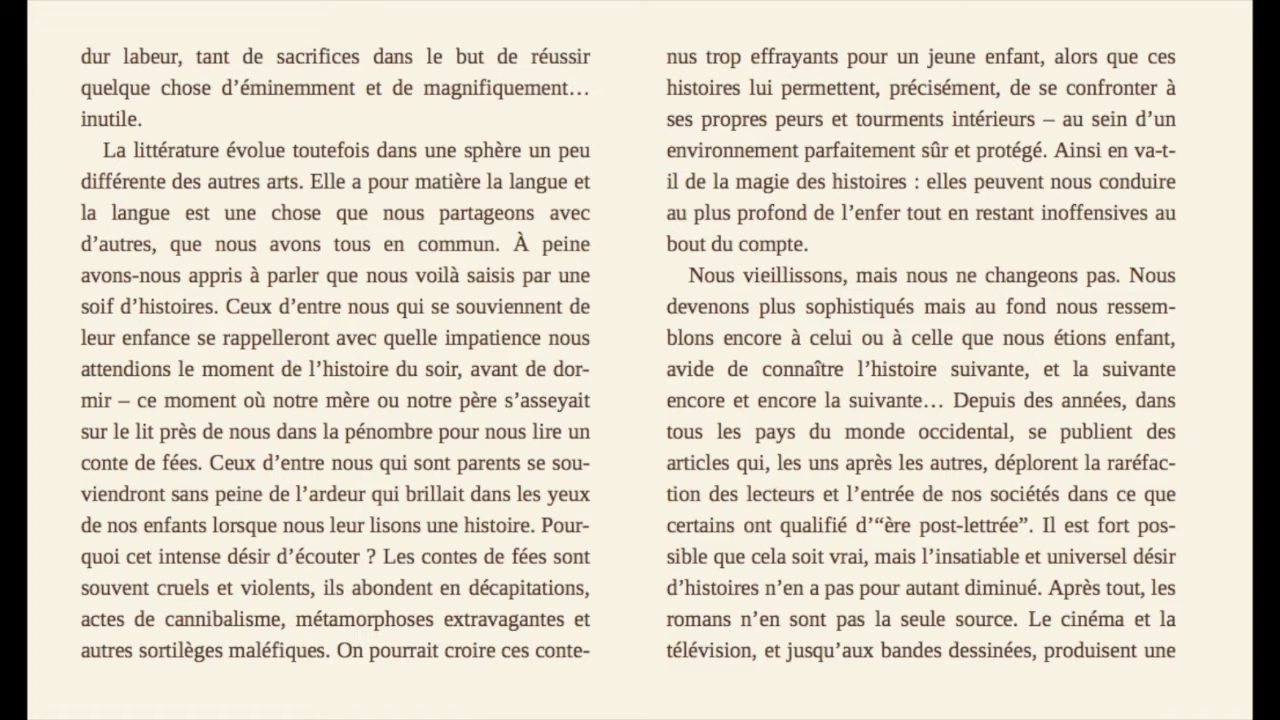 dur labeur, tant de sacrifices dans le but de réussir
quelque chose d’éminemment et de magnifiquement…
inutile.
La littérature évolue toutefois dans une sphère un peu
différente des autres arts. Elle a pour matière la langue et
la langue est une chose que nous partageons avec
d’autres, que nous avons tous en commun. À peine
avons-nous appris à parler que nous voilà saisis par une
soif d’histoires. Ceux d’entre nous qui se souviennent de
leur enfance se rappelleront avec quelle impatience nous
attendions le moment de l’histoire du soir, avant de dor-
mir – ce moment où notre mère ou notre père s’asseyait
sur le lit près de nous dans la pénombre pour nous lire un
conte de fées. Ceux d’entre nous qui sont parents se sou-
viendront sans peine de l’ardeur qui brillait dans les yeux
de nos enfants lorsque nous leur lisons une histoire. Pour-
quoi cet intense désir d’écouter ? Les contes de fées sont
souvent cruels et violents, ils abondent en décapitations,
actes de cannibalisme, métamorphoses extravagantes et
autres sortilèges maléfiques. On pourrait croire ces conte-
nus trop effrayants pour un jeune enfant, alors que ces
histoires lui permettent, précisément, de se confronter à
ses propres peurs et tourments intérieurs – au sein d’un
environnement parfaitement sûr et protégé. Ainsi en va-t-
il de la magie des histoires : elles peuvent nous conduire
au plus profond de l’enfer tout en restant inoffensives au
bout du compte.
Nous vieillissons, mais nous ne changeons pas. Nous
devenons plus sophistiqués mais au fond nous ressem-
blons encore à celui ou à celle que nous étions enfant,
avide de connaître l’histoire suivante, et la suivante
encore et encore la suivante… Depuis des années, dans
tous les pays du monde occidental, se publient des
articles qui, les uns après les autres, déplorent la raréfac-
tion des lecteurs et l’entrée de nos sociétés dans ce que
certains ont qualifié d’“ère post-lettrée”. Il est fort pos-
sible que cela soit vrai, mais l’insatiable et universel désir
d’histoires n’en a pas pour autant diminué. Après tout, les
romans n’en sont pas la seule source. Le cinéma et la
télévision, et jusqu’aux bandes dessinées, produisent une